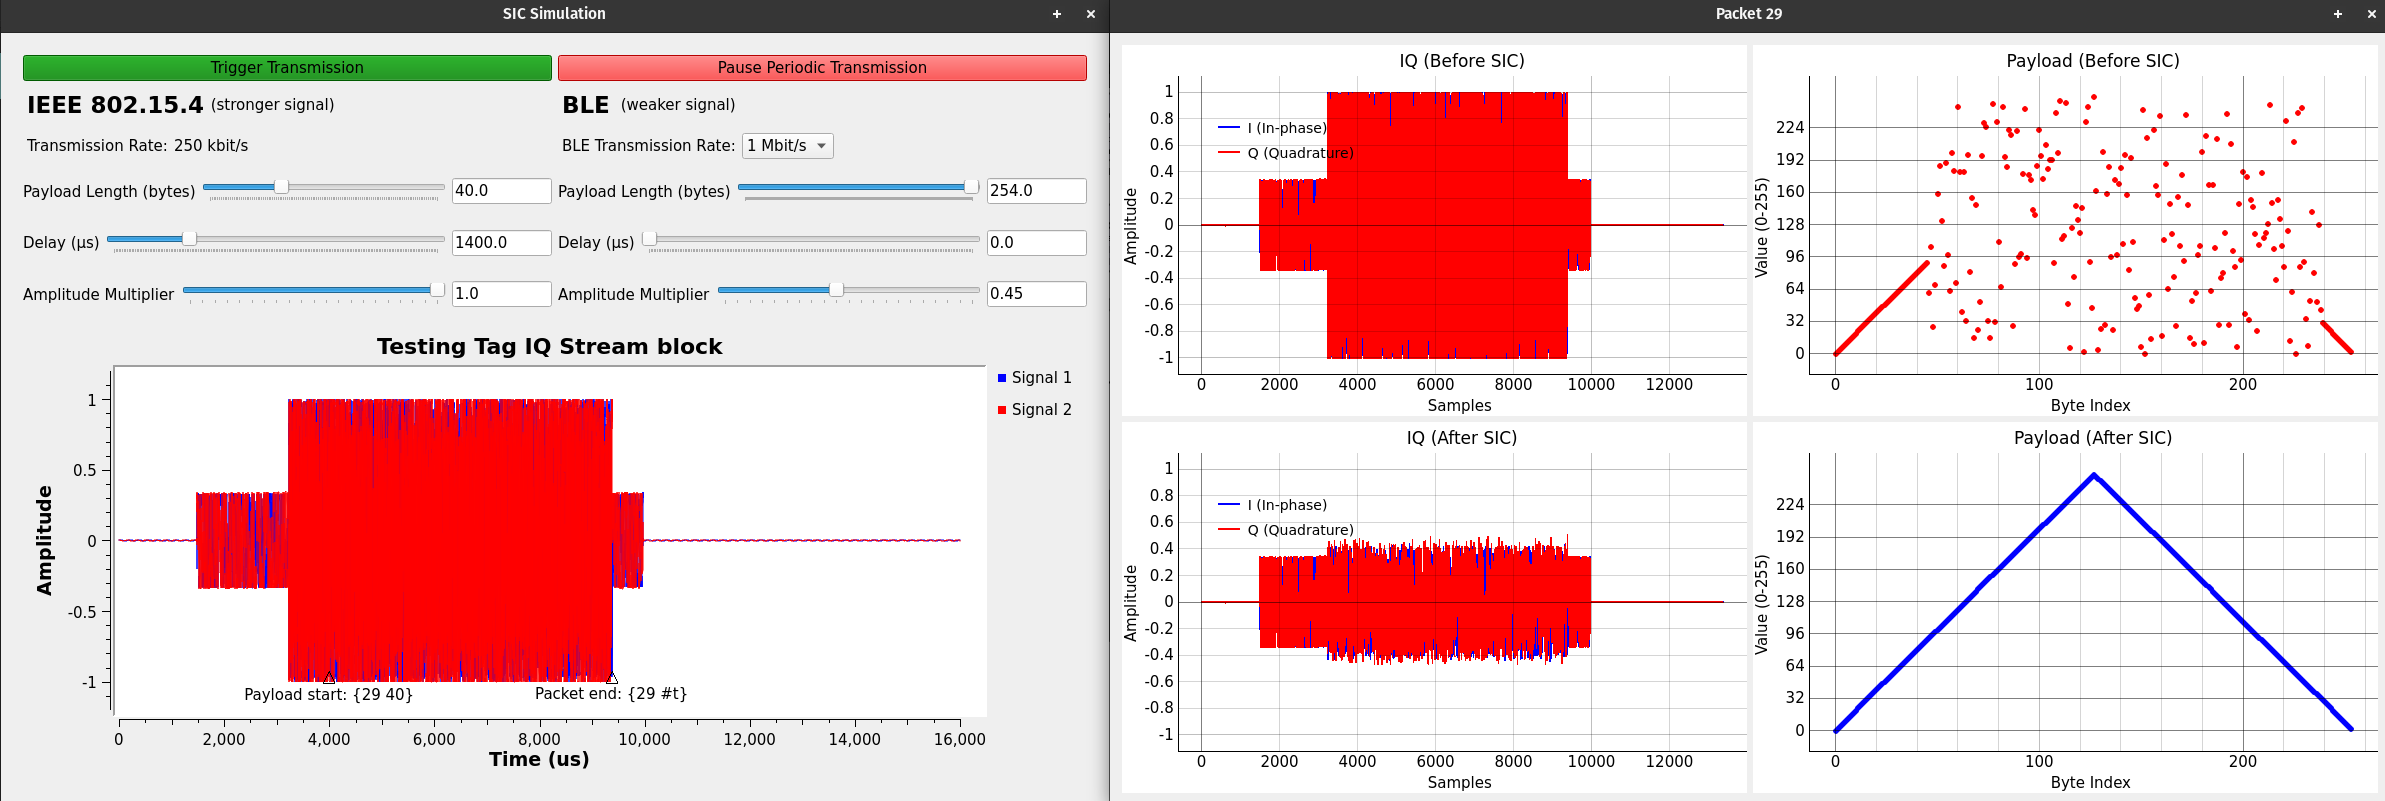 SIC Simulation + ×
Trigger Transmission Pause Periodic Transmission
IEEE 802.15.4 (stronger signal) BLE (weaker signal)
Transmission Rate: 250 kbit/s BLE Transmission Rate: 1 Mbit/s
Payload Length (bytes) 40.0 Payload Length (bytes) 254.0
Delay (µs) 1400.0 Delay (µs) 0.0
Amplitude Multiplier 1.0 Amplitude Multiplier 0.45
Testing Tag IQ Stream block
Signal 1
Signal 2
Amplitude
1
0.5
0
-0.5
-1
Payload start: {29 40} Packet end: {29 #t}
0 2,000 4,000 6,000 8,000 10,000 12,000 14,000 16,000
Time (us)
Packet 29 + ×
IQ (Before SIC)
I (In-phase)
Q (Quadrature)
Amplitude
1
0.8
0.6
0.4
0.2
0
-0.2
-0.4
-0.6
-0.8
-1
0 2000 4000 6000 8000 10000 12000
Samples
Payload (Before SIC)
Value (0-255)
224
192
160
128
96
64
32
0
0 100 200
Byte Index
IQ (After SIC)
I (In-phase)
Q (Quadrature)
Amplitude
1
0.8
0.6
0.4
0.2
0
-0.2
-0.4
-0.6
-0.8
-1
0 2000 4000 6000 8000 10000 12000
Samples
Payload (After SIC)
Value (0-255)
224
192
160
128
96
64
32
0
0 100 200
Byte Index